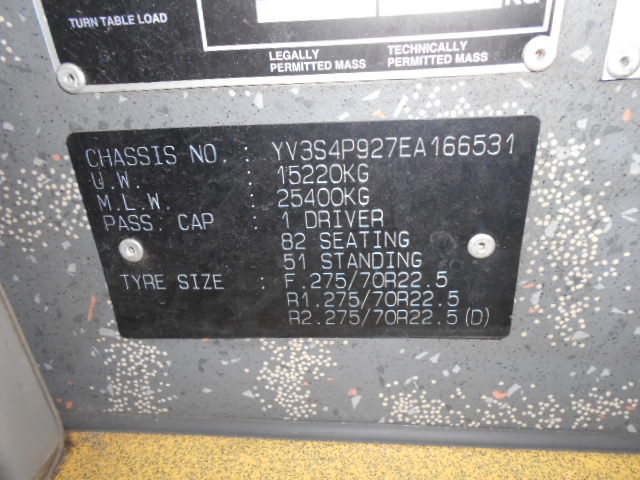 TURN TABLE LOAD
LEGALLY PERMITTED MASS
TECHNICALLY PERMITTED MASS
CHASSIS NO. : YV3S4P927EA166531
U.W. : 15220KG
M.L.W. : 25400KG
PASS. CAP : 1 DRIVER
82 SEATING
51 STANDING
TYRE SIZE : F.275/70R22.5
R1.275/70R22.5
R2.275/70R22.5(D)